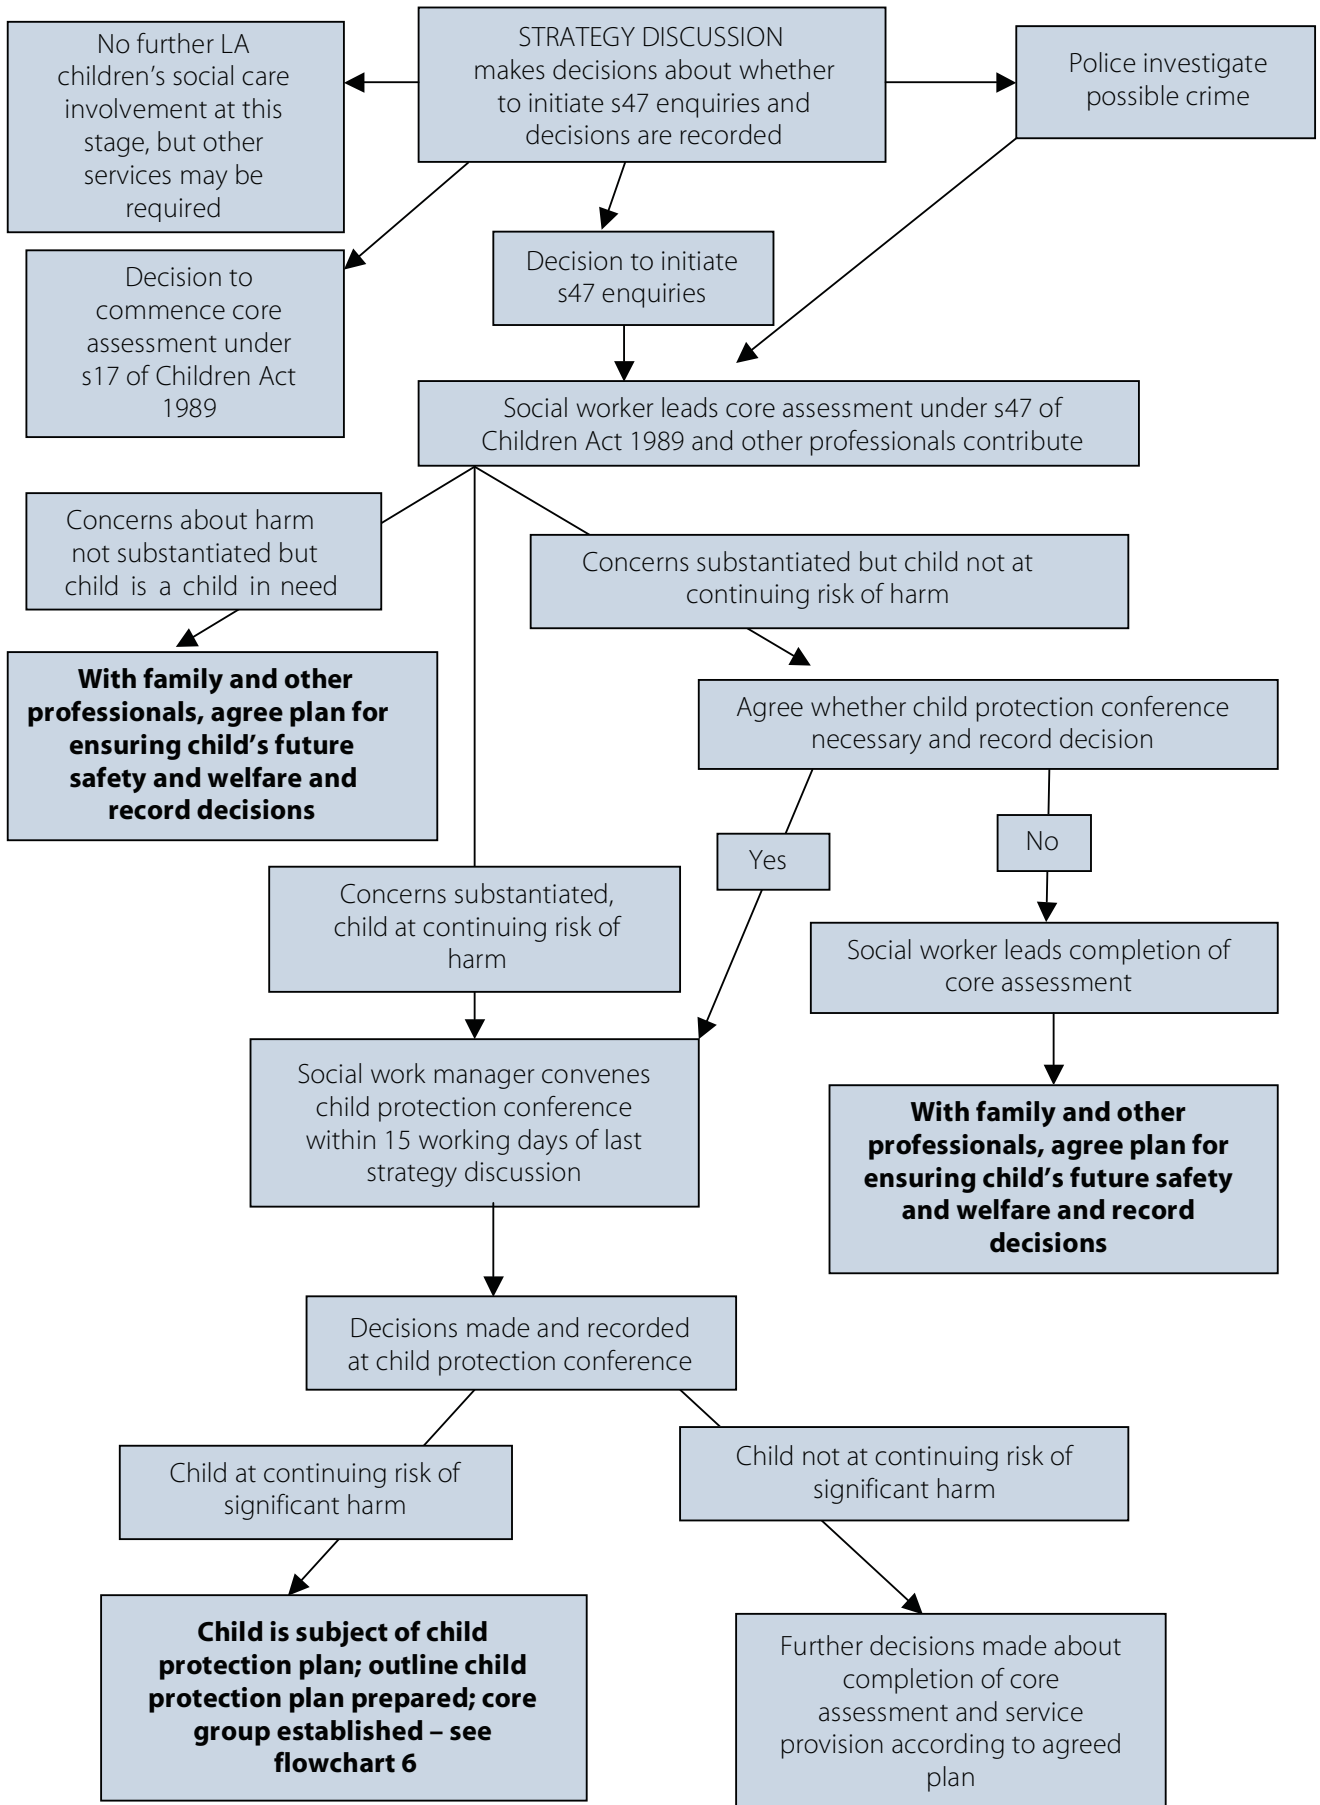 No further LA
children’s social care
involvement at this
stage, but other
services may be
required
STRATEGY DISCUSSION
makes decisions about whether
to initiate s47 enquiries and
decisions are recorded
Police investigate
possible crime
Decision to
commence core
assessment under
s17 of Children Act
1989
Decision to initiate
s47 enquiries
Social worker leads core assessment under s47 of
Children Act 1989 and other professionals contribute
Concerns about harm
not substantiated but
child is a child in need
Concerns substantiated but child not at
continuing risk of harm
With family and other
professionals, agree plan for
ensuring child’s future
safety and welfare and
record decisions
Agree whether child protection conference
necessary and record decision
Yes
No
Concerns substantiated,
child at continuing risk of
harm
Social worker leads completion of
core assessment
Social work manager convenes
child protection conference
within 15 working days of last
strategy discussion
With family and other
professionals, agree plan for
ensuring child’s future safety
and welfare and record
decisions
Decisions made and recorded
at child protection conference
Child at continuing risk of
significant harm
Child not at continuing risk of
significant harm
Child is subject of child
protection plan; outline child
protection plan prepared; core
group established – see
flowchart 6
Further decisions made about
completion of core
assessment and service
provision according to agreed
plan